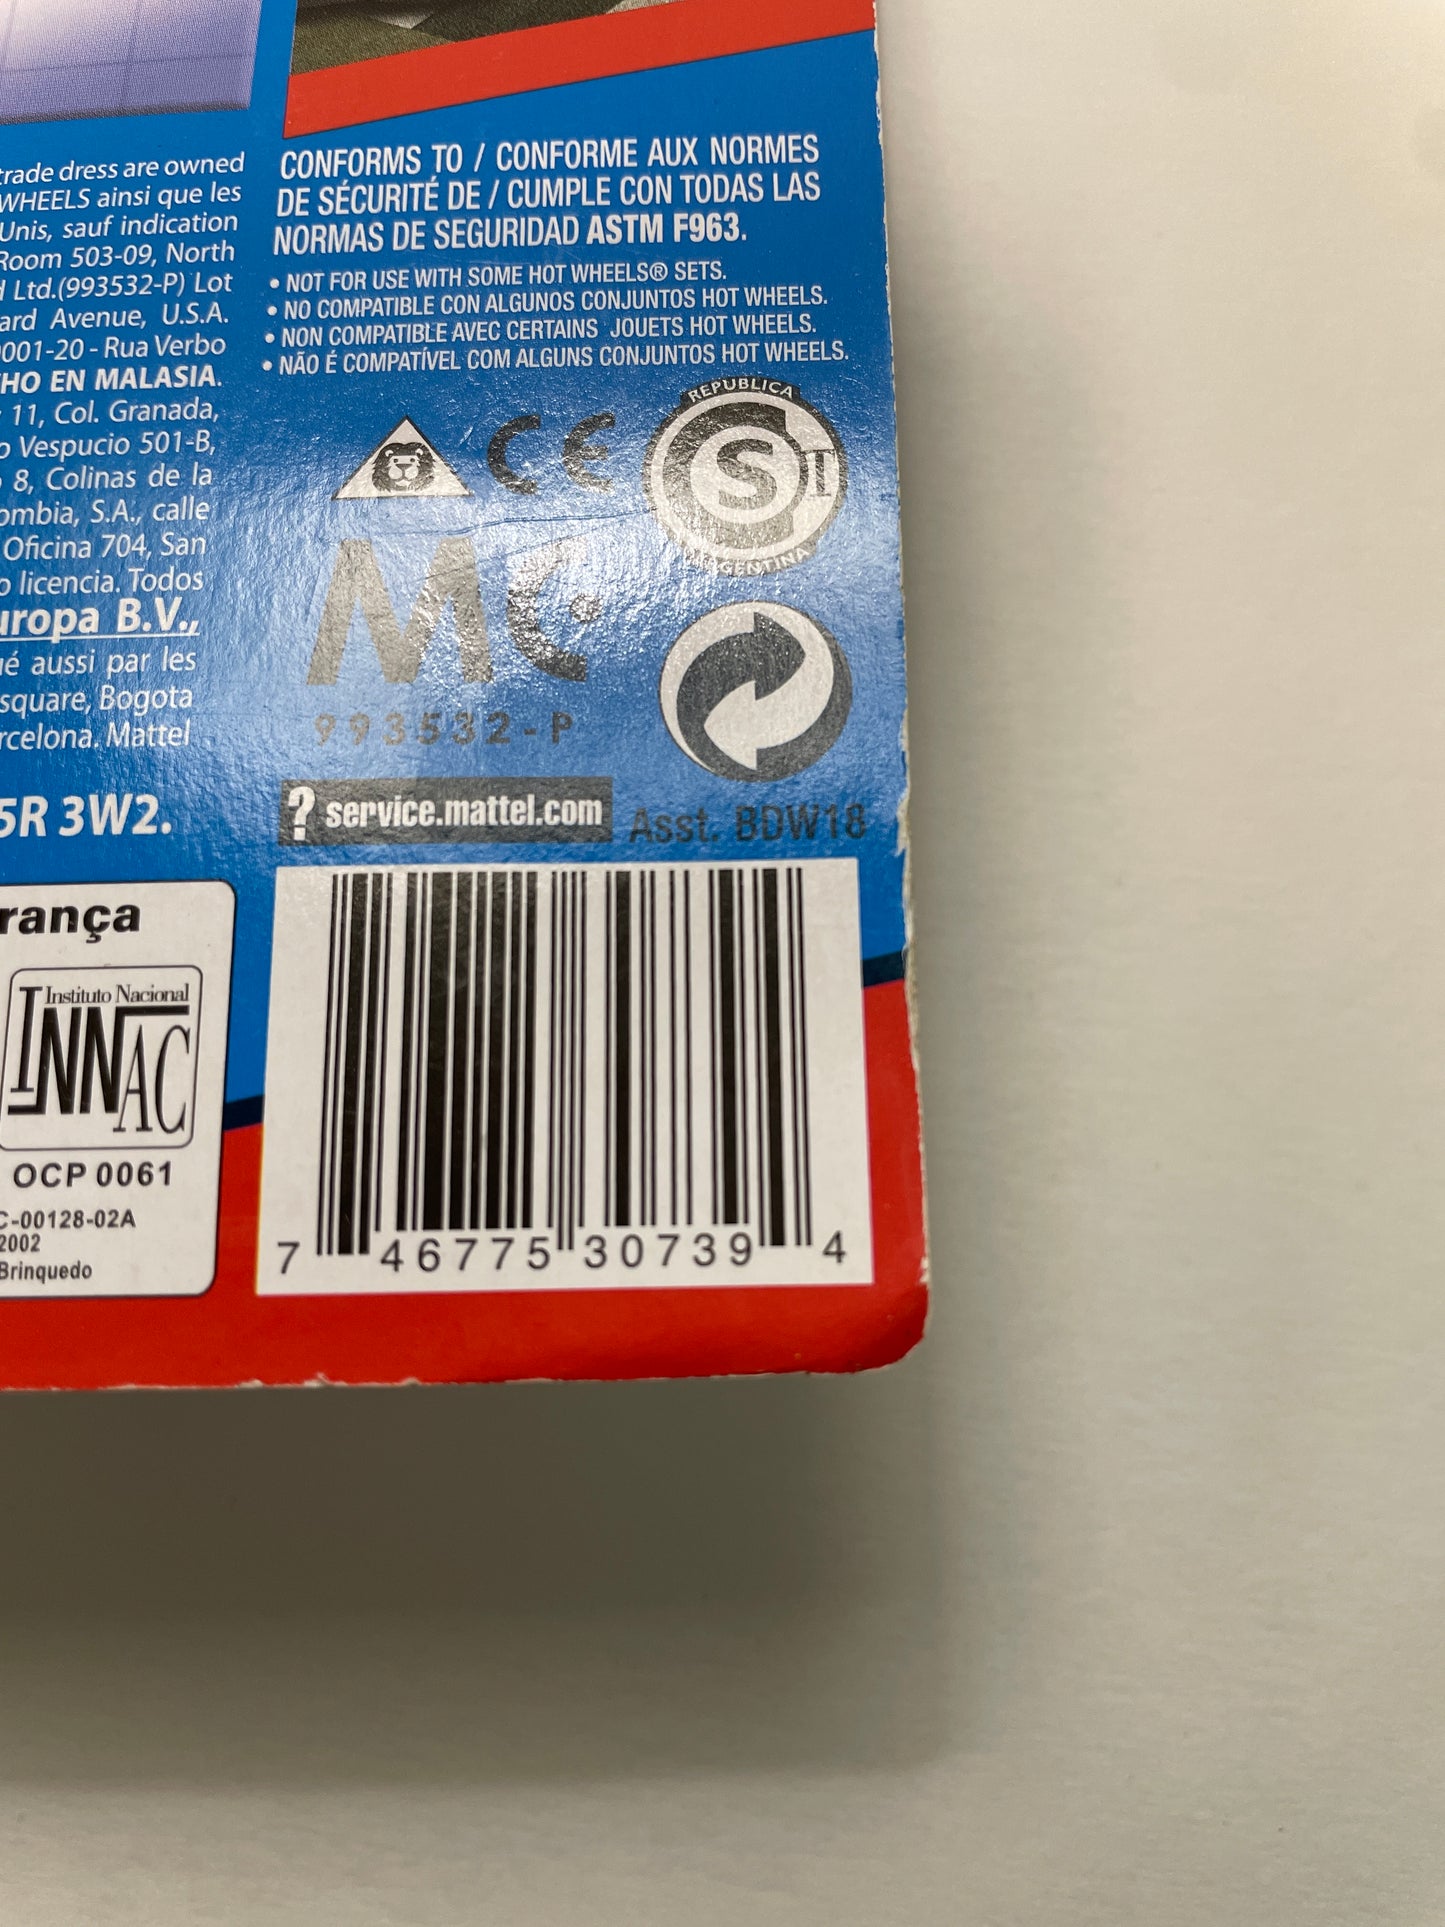 trade dress are owned
WHEELS ainsi que les
Unis, sauf indication
Room 503-09, North
Ltd.(993532-P) Lot
ard Avenue, U.S.A.
0001-20 - Rua Verbo
HO EN MALASIA.
11, Col. Granada,
Vespucio 501-B,
8, Colinas de la
ombia, S.A., calle
Oficina 704, San
o licencia. Todos
uropa B.V.,
ué aussi par les
square, Bogota
rcelona. Mattel
5R 3W2.
CONFORMS TO / CONFORME AUX NORMES
DE SÉCURITÉ DE / CUMPLE CON TODAS LAS
NORMAS DE SEGURIDAD ASTM F963.
• NOT FOR USE WITH SOME HOT WHEELS® SETS.
• NO COMPATIBLE CON ALGUNOS CONJUNTOS HOT WHEELS.
• NON COMPATIBLE AVEC CERTAINS JOUETS HOT WHEELS.
• NÃO É COMPATÍVEL COM ALGUNS CONJUNTOS HOT WHEELS.
CE
REPUBLICA
S
ARGENTINA
MC
993532-P
? service.mattel.com
Asst. BDW18
rança
Instituto Nacional
INNAC
OCP 0061
C-00128-02A
2002
Brinquedo
7 46775 30739 4